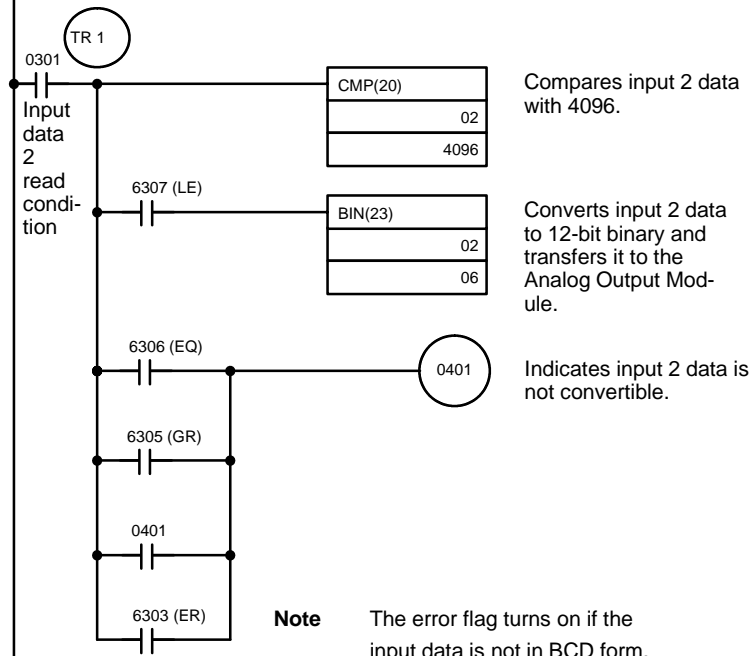 TR 1
0301
Input
data
2
read
condi-
tion
CMP(20)
02
4096
Compares input 2 data
with 4096.
6307 (LE)
BIN(23)
02
06
Converts input 2 data
to 12-bit binary and
transfers it to the
Analog Output Mod-
ule.
6306 (EQ)
0401
Indicates input 2 data is
not convertible.
6305 (GR)
0401
6303 (ER)
Note The error flag turns on if the
input data is not in BCD form.